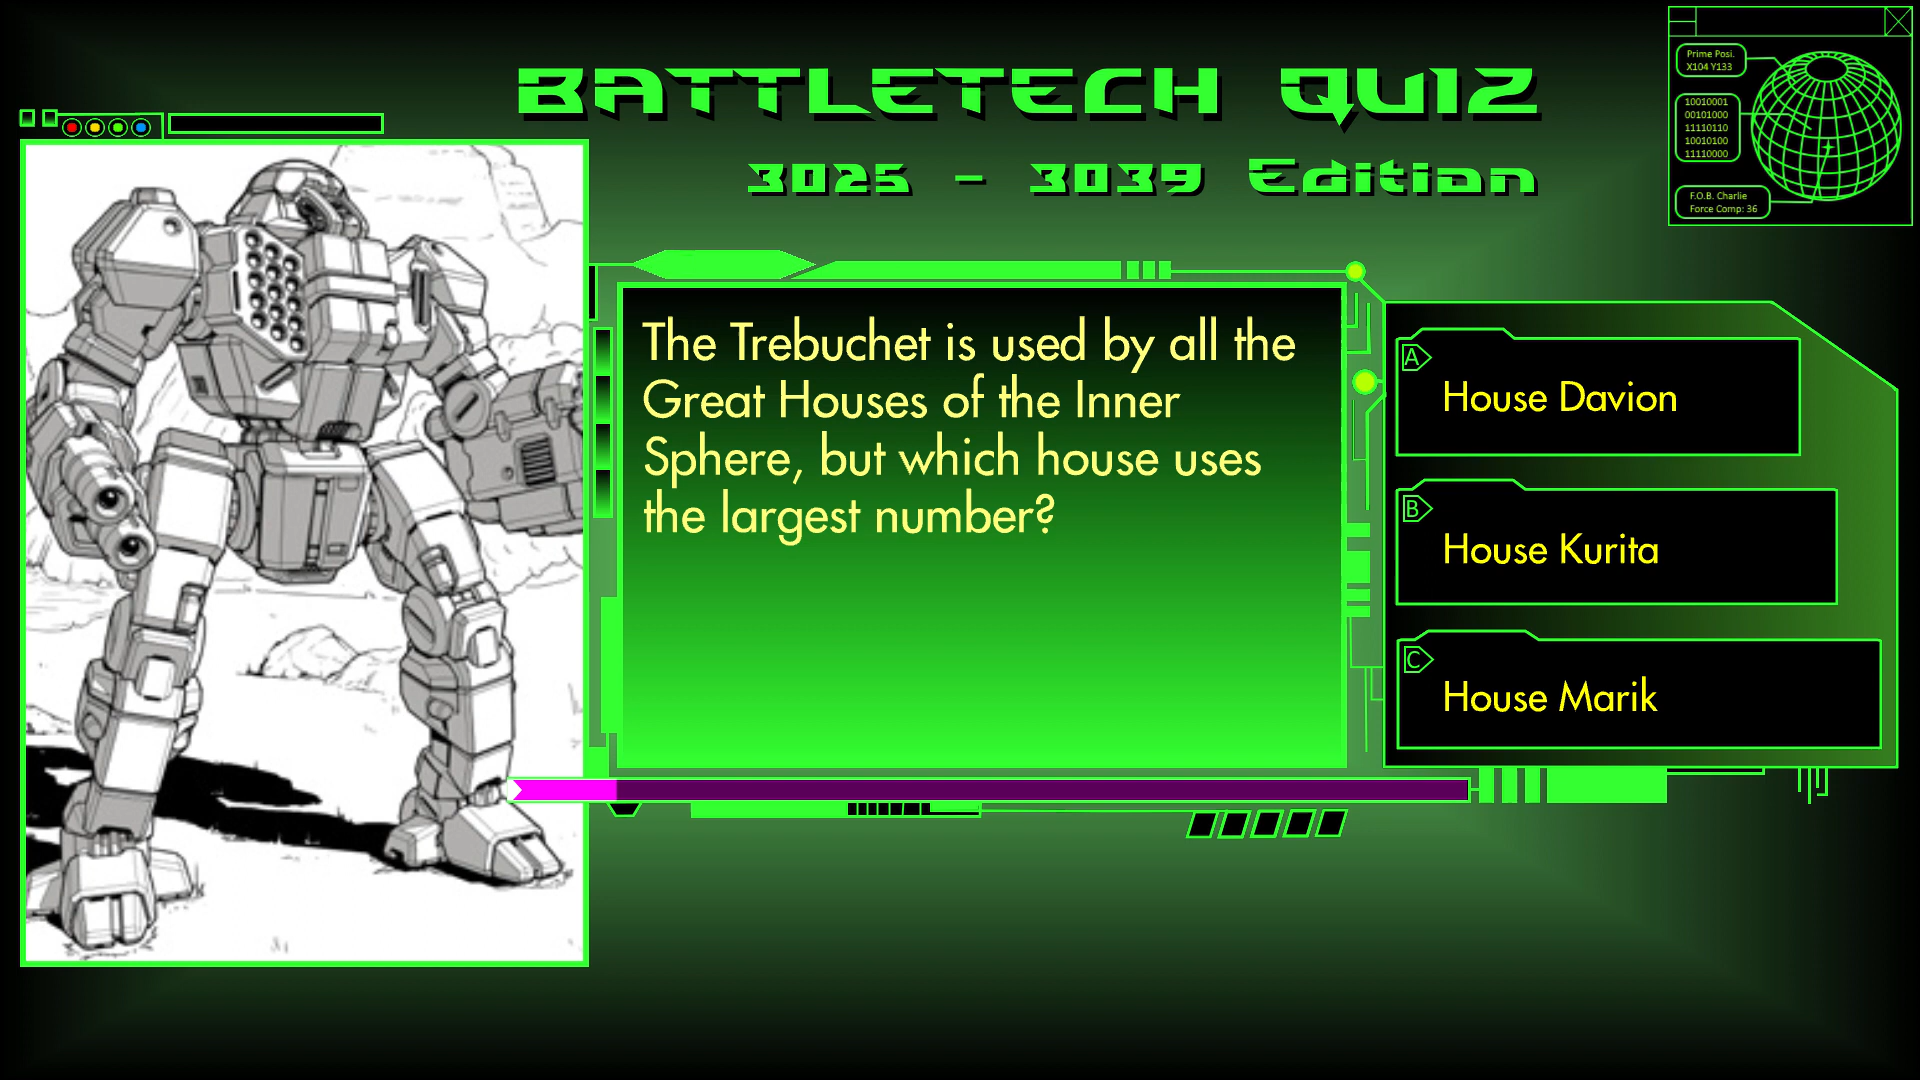 BATTLETECH QUIZ
3025 - 3039 Edition
Prime Posi.
X104 Y133
10010001
00101000
11110110
10010100
11110000
F.O.B. Charlie
Force Comp: 36
The Trebuchet is used by all the
Great Houses of the Inner
Sphere, but which house uses
the largest number?
A
House Davion
B
House Kurita
C
House Marik